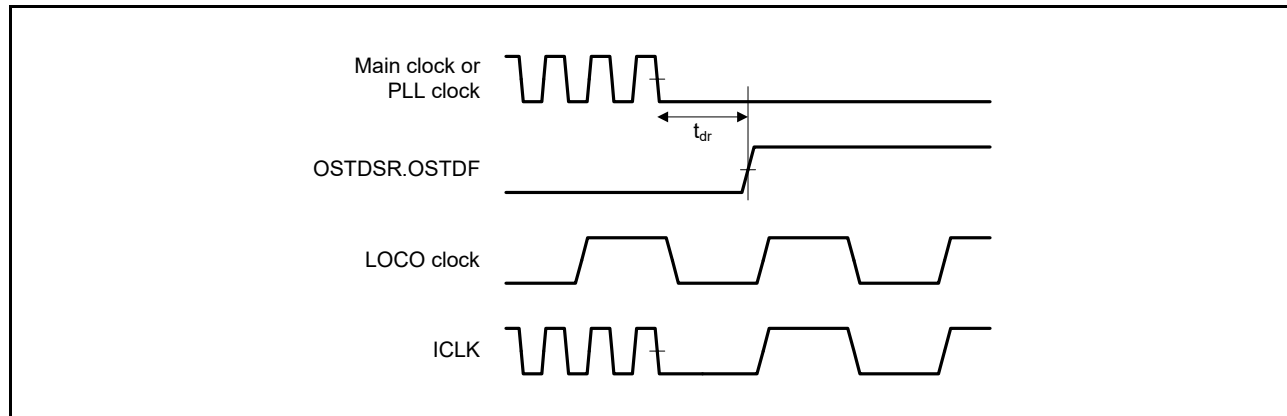 Main clock or
PLL clock
tdr
OSTDSR.OSTDF
LOCO clock
ICLK